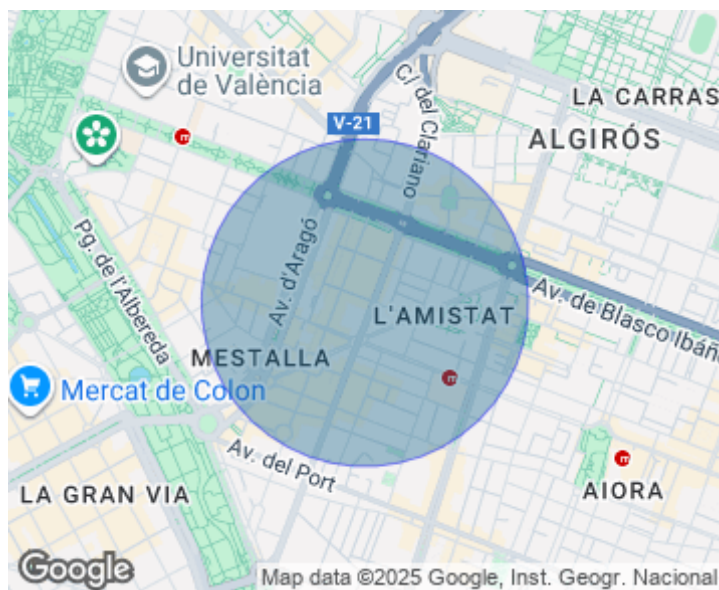 Universitat
de València
C/ del Clariano
LA CARRAS
V-21
ALGIRÓS
Pg. de l'Albereda
Av. d'Aragó
L'AMISTAT
Av. de Blasco Ibáñ
MESTALLA
Mercat de Colon
Av. del Port
LA GRAN VIA
AIORA
Google
Map data ©2025 Google, Inst. Geogr. Nacional